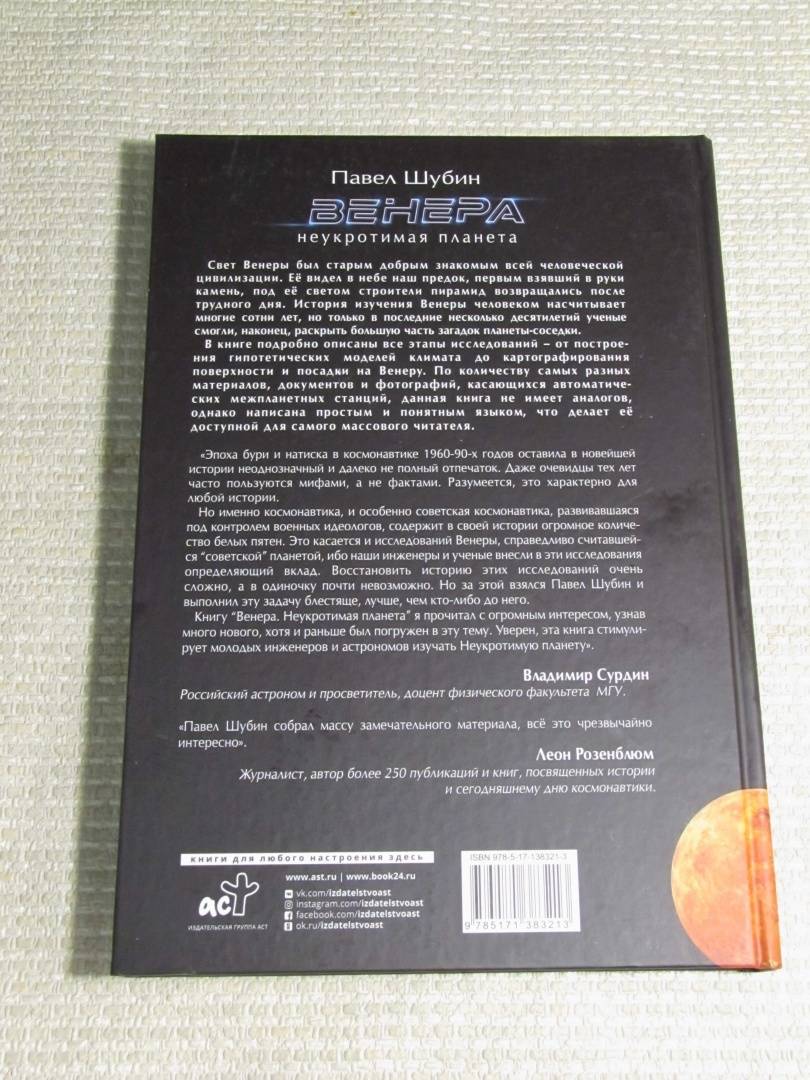 Павел Шубин
ВЕНЕРА
неукротимая планета
Свет Венеры был старым добрым знакомым всей человеческой
цивилизации. Её видел в небе наш предок, первым взявший в руки
камень, под её светом строители пирамид возвращались после
трудного дня. История изучения Венеры человеком насчитывает
многие сотни лет, но только в последние несколько десятилетий ученые
смогли, наконец, раскрыть большую часть загадок планеты-соседки.
В книге подробно описаны все этапы исследований – от построе-
ния гипотетических моделей климата до картографирования
поверхности и посадки на Венеру. По количеству самых разных
материалов, документов и фотографий, касающихся автоматиче-
ских межпланетных станций, данная книга не имеет аналогов,
однако написана простым и понятным языком, что делает её
доступной для самого массового читателя.
«Эпоха бури и натиска в космонавтике 1960-90-х годов оставила в новейшей
истории неоднозначный и далеко не полный отпечаток. Даже очевидцы тех лет
часто пользуются мифами, а не фактами. Разумеется, это характерно для
любой истории.
Но именно космонавтика, и особенно советская космонавтика, развивавшаяся
под контролем военных идеологов, содержит в своей истории огромное количе-
ство белых пятен. Это касается и исследований Венеры, справедливо считавшей-
ся "советской" планетой, ибо наши инженеры и ученые внесли в эти исследования
определяющий вклад. Восстановить историю этих исследований очень
сложно, а в одиночку почти невозможно. Но за этой взялся Павел Шубин и
выполнил эту задачу блестяще, лучше, чем кто-либо до него.
Книгу "Венера. Неукротимая планета" я прочитал с огромным интересом, узнав
много нового, хотя и раньше был погружен в эту тему. Уверен, эта книга стимули-
рует молодых инженеров и астрономов изучать Неукротимую планету».
Владимир Сурдин
Российский астроном и просветитель, доцент физического факультета МГУ.
«Павел Шубин собрал массу замечательного материала, всё это чрезвычайно
интересно».
Леон Розенблюм
Журналист, автор более 250 публикаций и книг, посвященных истории
и сегодняшнему дню космонавтики.
книги для любого настроения здесь
www.ast.ru | www.book24.ru
vk.com/izdatelstvoast
instagram.com/izdatelstvoast
facebook.com/izdatelstvoast
ok.ru/izdatelstvoast
аст
ИЗДАТЕЛЬСКАЯ ГРУППА АСТ
ISBN 978-5-17-138321-3
9 785171 383213